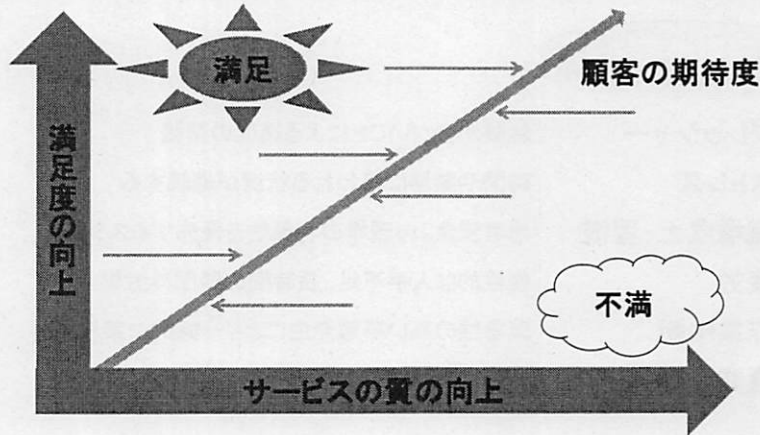 満足
顧客の期待度
満足度の向上
不満
サービスの質の向上